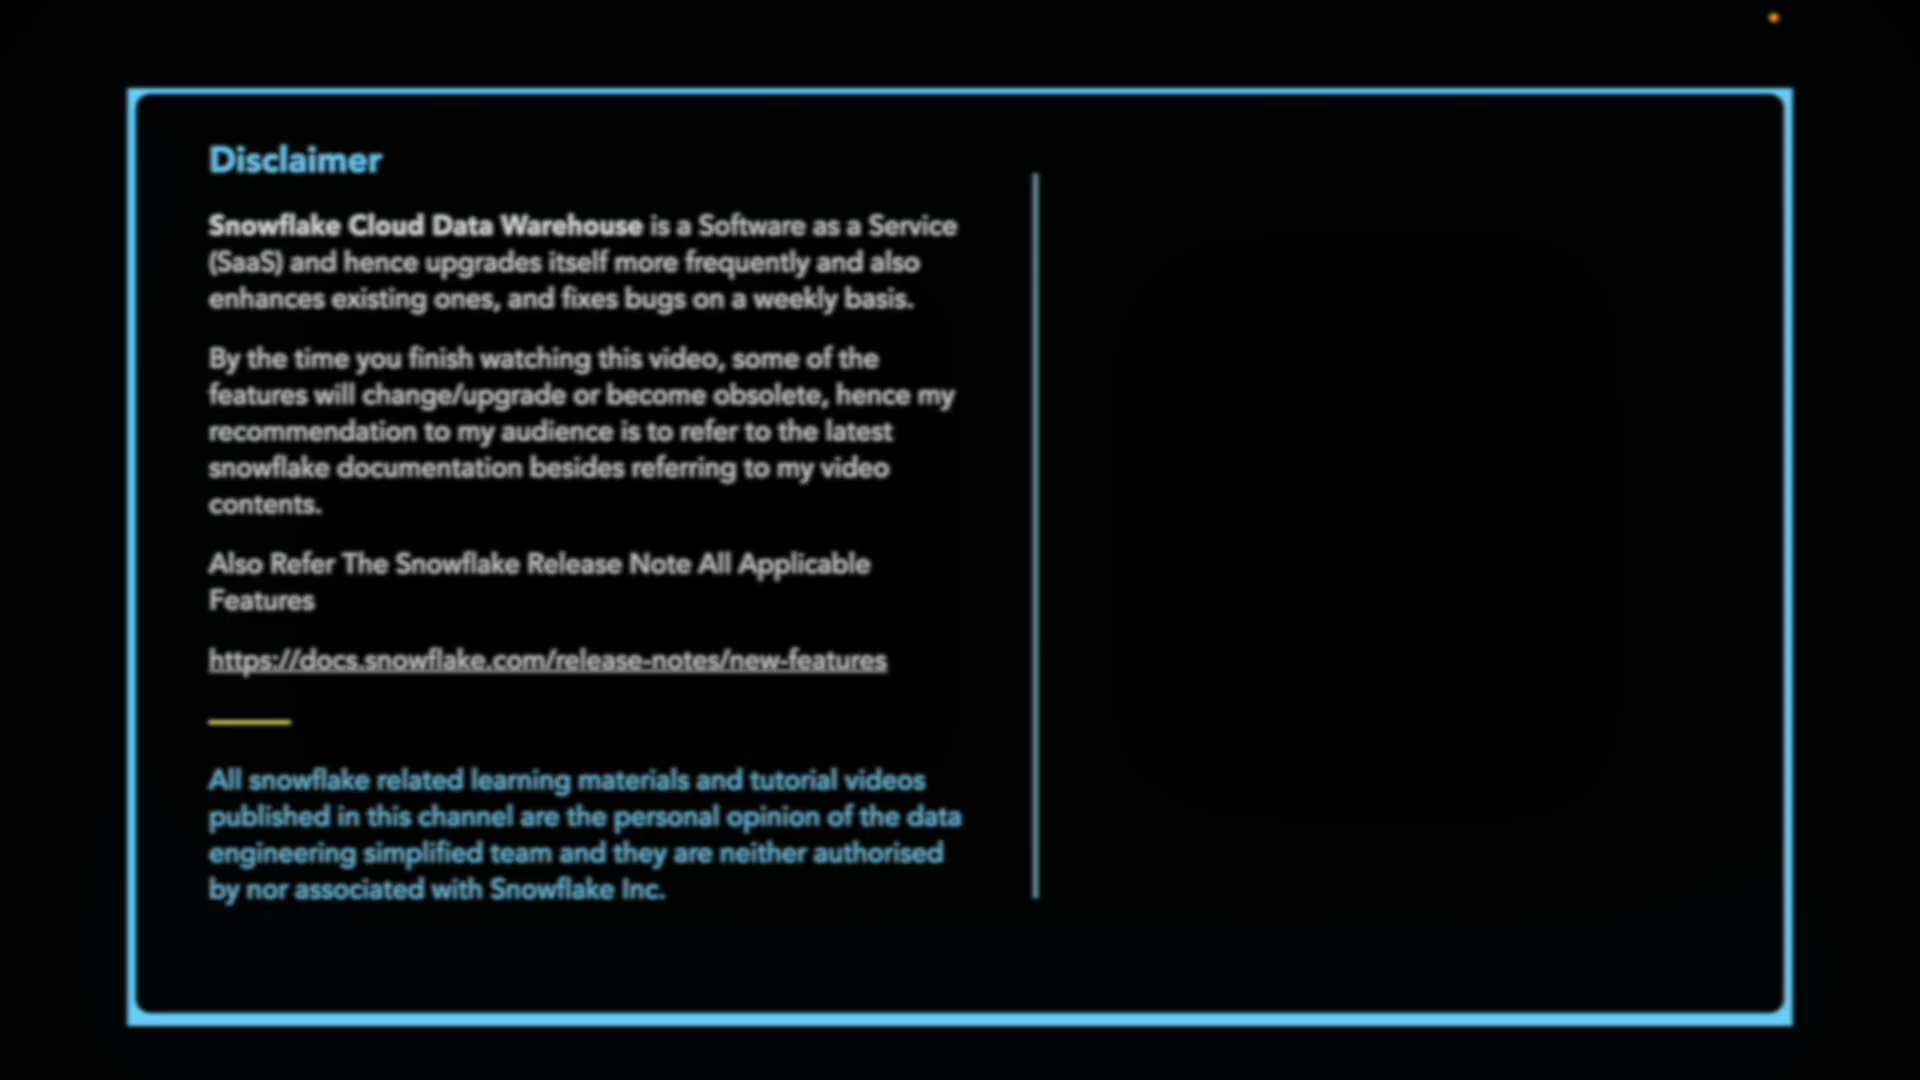 Disclaimer
Snowflake Cloud Data Warehouse is a Software as a Service
(SaaS) and hence upgrades itself more frequently and also
enhances existing ones, and fixes bugs on a weekly basis.
By the time you finish watching this video, some of the
features will change/upgrade or become obsolete, hence my
recommendation to my audience is to refer to the latest
snowflake documentation besides referring to my video
contents.
Also Refer The Snowflake Release Note All Applicable
Features
https://docs.snowflake.com/release-notes/new-features
All snowflake related learning materials and tutorial videos
published in this channel are the personal opinion of the data
engineering simplified team and they are neither authorised
by nor associated with Snowflake Inc.